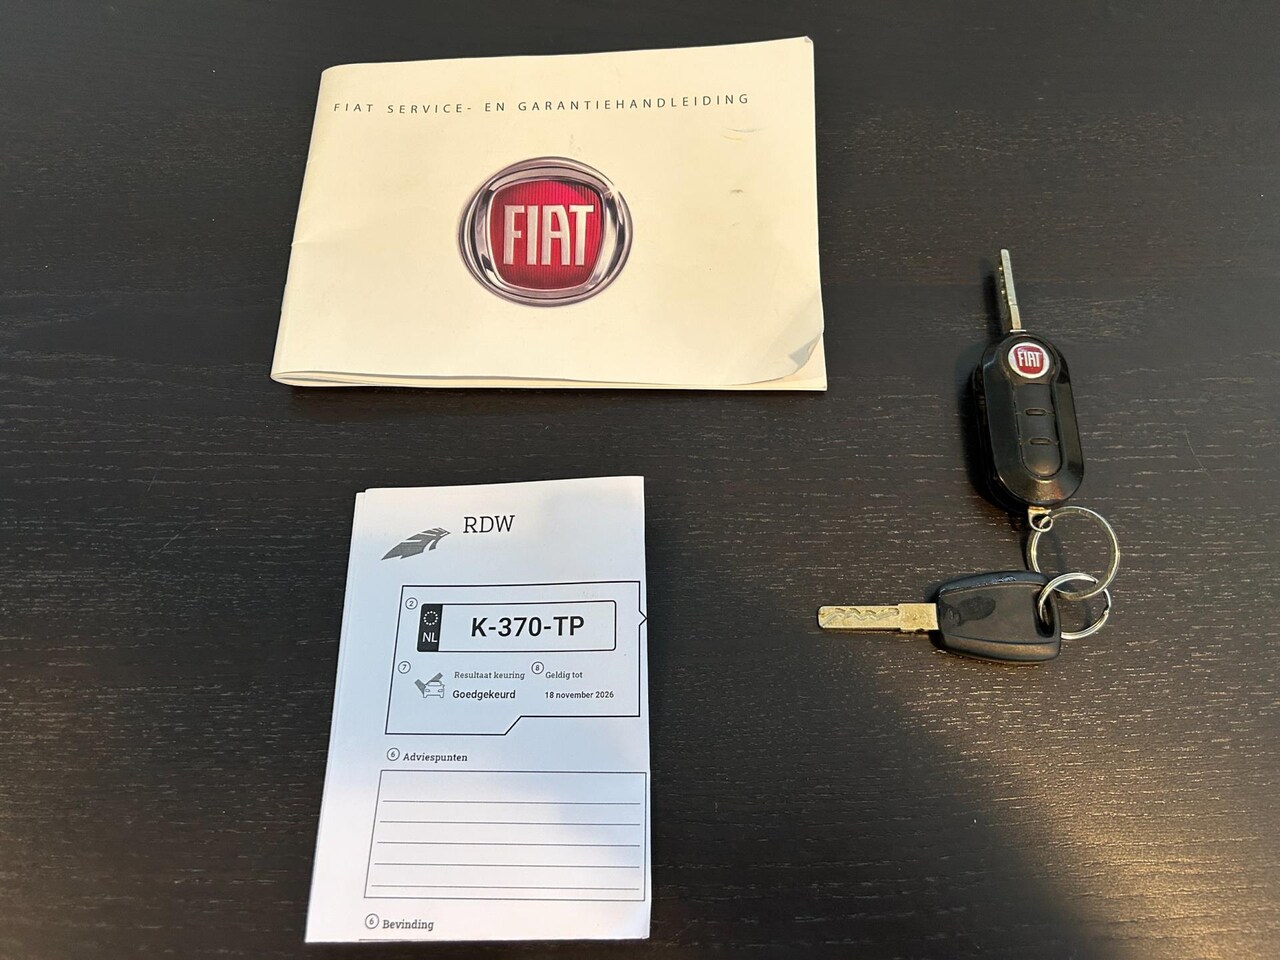 FIAT SERVICE- EN GARANTIEHANDLEIDING
FIAT
FIAT
RDW
2
NL
K-370-TP
7 Resultaat keuring
Goedgekeurd
8 Geldig tot
18 november 2026
6 Adviespunten
6 Bevinding